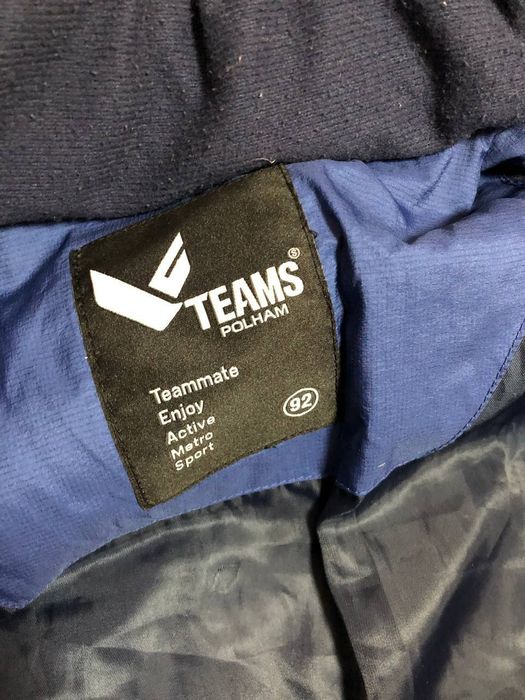 TEAMS®
POLHAM
Teammate
Enjoy
Active
Metro
Sport
92